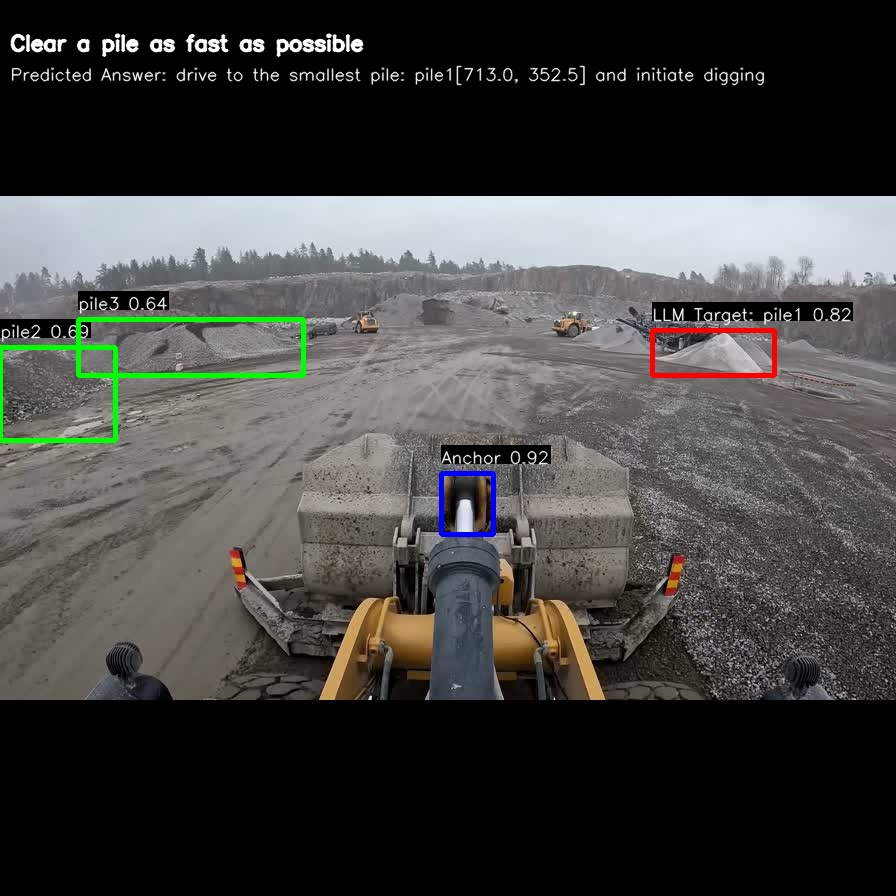 Clear a pile as fast as possible
Predicted Answer: drive to the smallest pile: pile1[713.0, 352.5] and initiate digging
pile3 0.64
LLM Target: pile1 0.82
pile2 0.69
Anchor 0.92